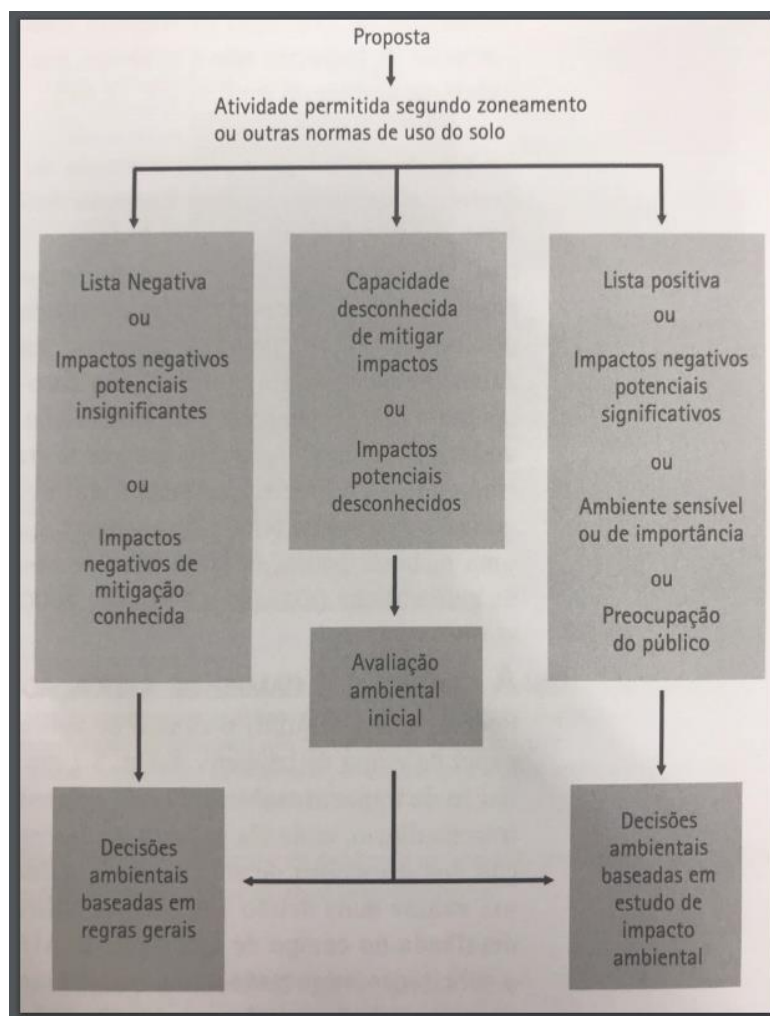 Proposta
Atividade permitida segundo zoneamento
ou outras normas de uso do solo
Lista Negativa
ou
Impactos negativos
potenciais
insignificantes
ou
Impactos
negativos de
mitigação
conhecida
Capacidade
desconhecida
de mitigar
impactos
ou
Impactos
potenciais
desconhecidos
Avaliação
ambiental
inicial
Lista positiva
ou
Impactos negativos
potenciais
significativos
ou
Ambiente sensível
ou de importância
ou
Preocupação
do público
Decisões
ambientais
baseadas em
regras gerais
Decisões
ambientais
baseadas em
estudo de
impacto
ambiental